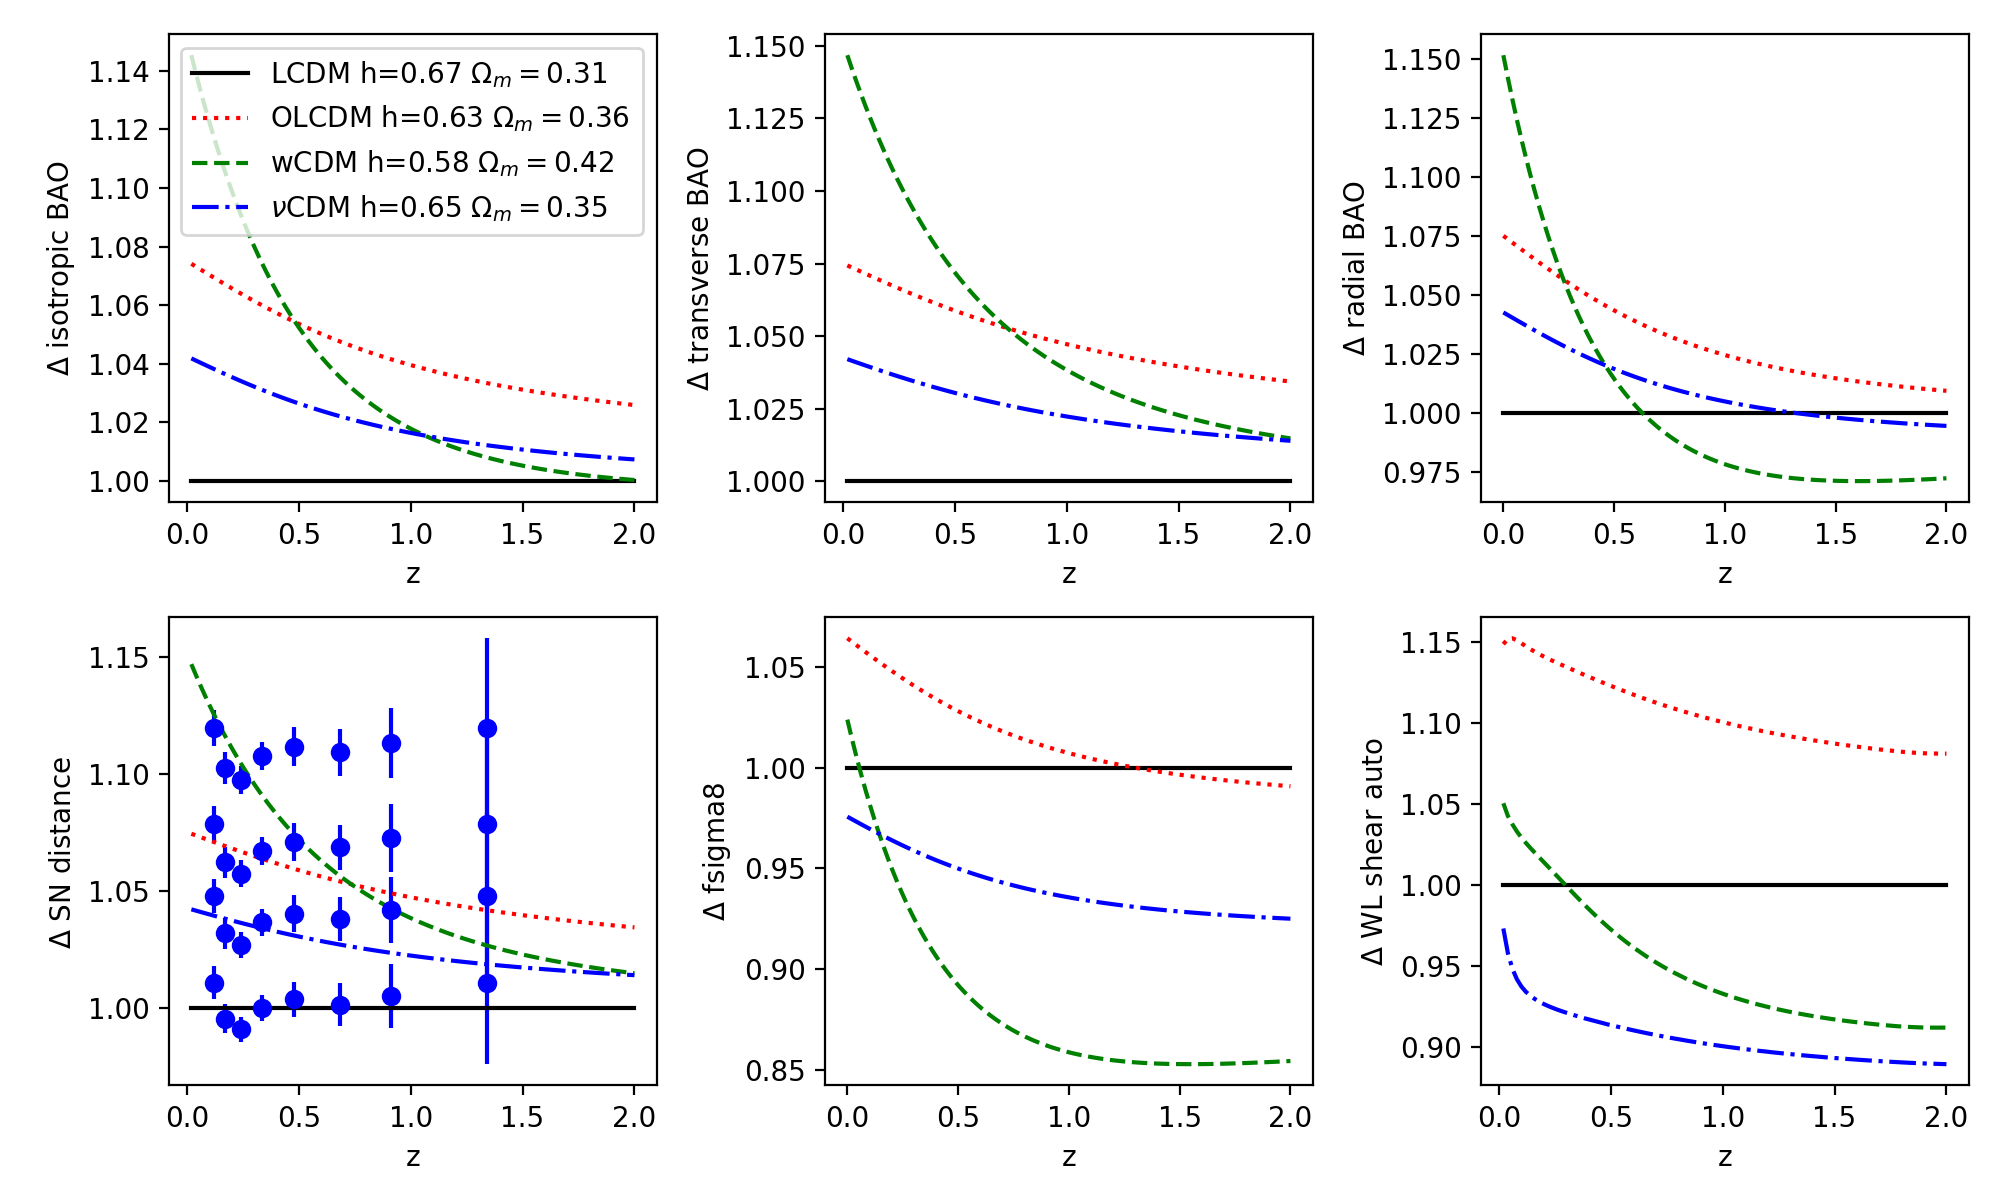 Δ isotropic BAO
1.14
1.12
1.10
1.08
1.06
1.04
1.02
1.00
LCDM h=0.67 Ωm = 0.31
OLCDM h=0.63 Ωm = 0.36
wCDM h=0.58 Ωm = 0.42
νCDM h=0.65 Ωm = 0.35
0.0 0.5 1.0 1.5 2.0
z
Δ transverse BAO
1.150
1.125
1.100
1.075
1.050
1.025
1.000
0.0 0.5 1.0 1.5 2.0
z
Δ radial BAO
1.150
1.125
1.100
1.075
1.050
1.025
1.000
0.975
0.0 0.5 1.0 1.5 2.0
z
Δ SN distance
1.15
1.10
1.05
1.00
0.0 0.5 1.0 1.5 2.0
z
Δ fsigma8
1.05
1.00
0.95
0.90
0.85
0.0 0.5 1.0 1.5 2.0
z
Δ WL shear auto
1.15
1.10
1.05
1.00
0.95
0.90
0.0 0.5 1.0 1.5 2.0
z